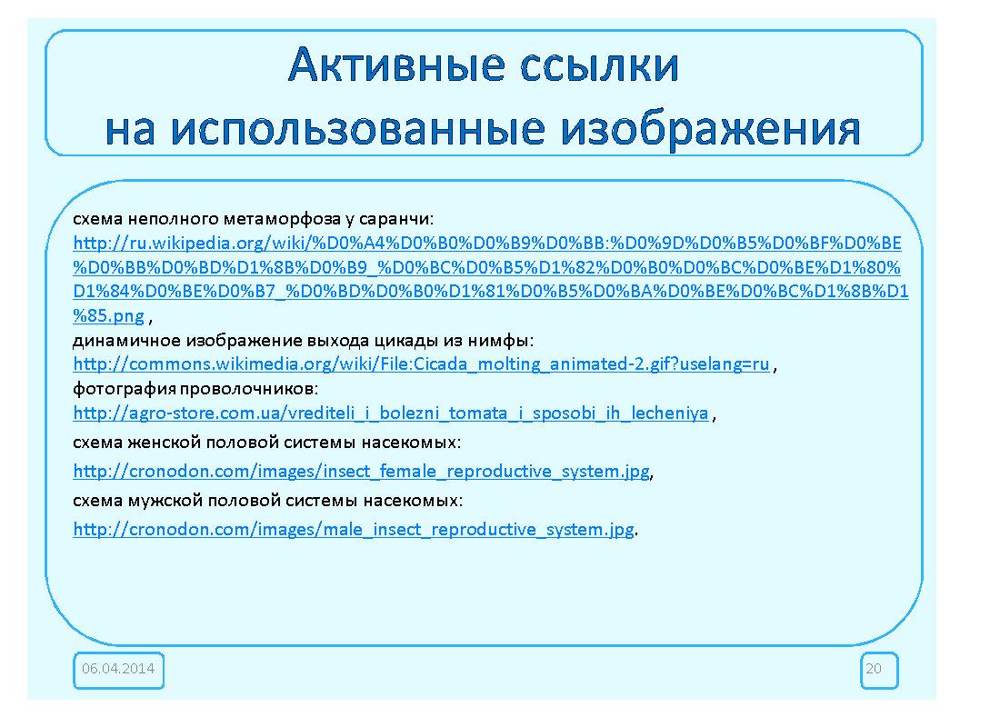 Активные ссылки
на использованные изображения
схема неполного метаморфоза у саранчи:
http://ru.wikipedia.org/wiki/%D0%A4%D0%B0%D0%B9%D0%BB:%D0%9D%D0%B5%D0%BF%D0%BE
%D0%BB%D0%BD%D1%8B%D0%B9_%D0%BC%D0%B5%D1%82%D0%B0%D0%BC%D0%BE%D1%80%
D1%84%D0%BE%D0%B7_%D0%BD%D0%B0%D1%81%D0%B5%D0%BA%D0%BE%D0%BC%D1%8B%D1
%85.png ,
динамичное изображение выхода цикады из нимфы:
http://commons.wikimedia.org/wiki/File:Cicada_molting_animated-2.gif?uselang=ru ,
фотография проволочников:
http://agro-store.com.ua/vrediteli_i_bolezni_tomata_i_sposobi_ih_lecheniya ,
схема женской половой системы насекомых:
http://cronodon.com/images/insect_female_reproductive_system.jpg,
схема мужской половой системы насекомых:
http://cronodon.com/images/male_insect_reproductive_system.jpg.
06.04.2014
20